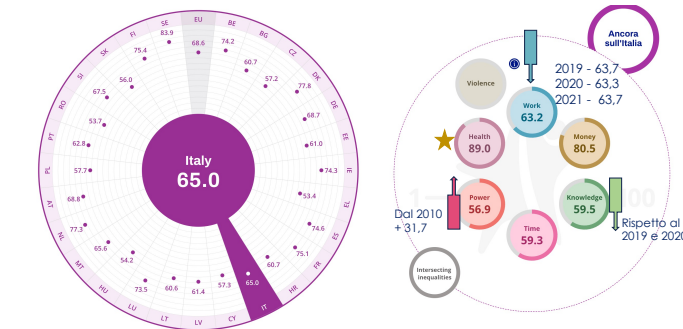 EU
68.6
BE
74.2
BG
60.7
CZ
57.2
DK
77.8
DE
68.7
EE
61.0
IE
74.3
EL
53.4
ES
74.6
FR
75.1
HR
60.7
IT
65.0
CY
57.3
LV
61.4
LT
60.6
LU
73.5
HU
54.2
MT
65.6
NL
77.3
AT
68.8
PL
57.7
PT
62.8
RO
53.7
SI
67.5
SK
56.0
FI
75.4
SE
83.9
Italy
65.0
Ancora
sull'Italia
2019 - 63,7
2020 - 63,3
2021 - 63,7
Violence
Work
63.2
Health
89.0
Money
80.5
Power
56.9
Knowledge
59.5
Time
59.3
Dal 2010
+ 31,7
Rispetto al
2019 e 2020
Intersecting
inequalities